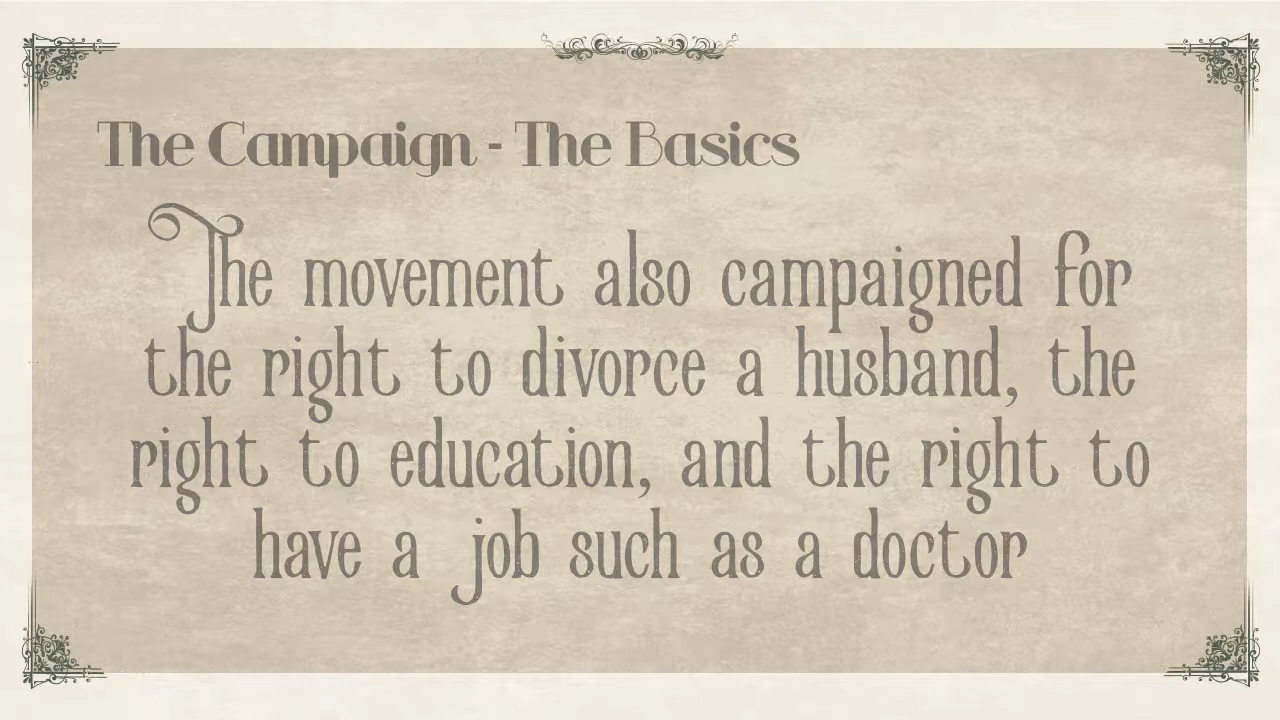 The Campaign - The Basics
The movement also campaigned for
the right to divorce a husband, the
right to education, and the right to
have a job such as a doctor